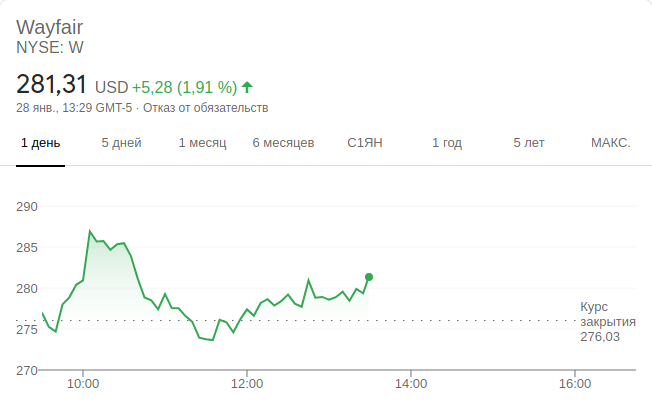 Wayfair
NYSE: W
281,31 USD +5,28 (1,91 %)
28 янв., 13:29 GMT-5 · Отказ от обязательств
1 день 5 дней 1 месяц 6 месяцев С1ЯН 1 год 5 лет МАКС.
290
285
280
275
270
Курс
закрытия
276,03
10:00 12:00 14:00 16:00